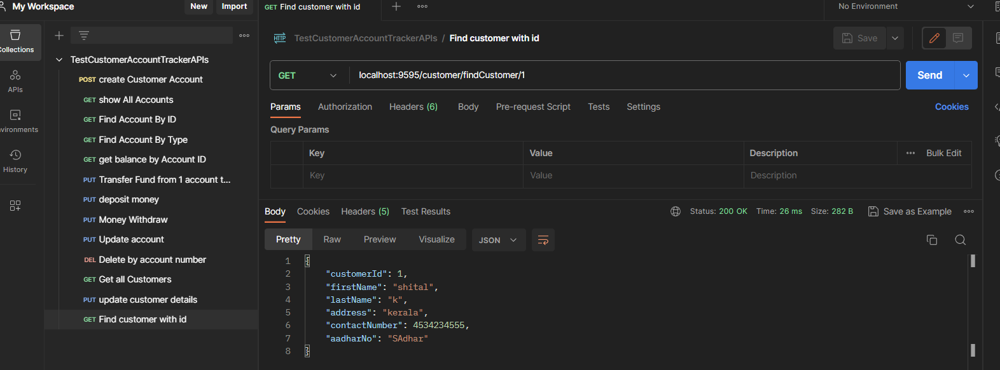 My Workspace
New
Import
GET Find customer with id
No Environment
Collections
APIs
Environments
History
TestCustomerAccountTrackerAPIs
POST create Customer Account
GET show All Accounts
GET Find Account By ID
GET Find Account By Type
GET get balance by Account ID
PUT Transfer Fund from 1 account t...
PUT deposit money
PUT Money Withdraw
PUT Update account
DEL Delete by account number
GET Get all Customers
PUT update customer details
GET Find customer with id
HTTP TestCustomerAccountTrackerAPIs / Find customer with id
Save
GET localhost:9595/customer/findCustomer/1
Send
Params Authorization Headers (6) Body Pre-request Script Tests Settings Cookies
Query Params
Key Value Description Bulk Edit
Key Value Description
Body Cookies Headers (5) Test Results Status: 200 OK Time: 26 ms Size: 282 B Save as Example
Pretty Raw Preview Visualize JSON
1 {
2 "customerId": 1,
3 "firstName": "shital",
4 "lastName": "k",
5 "address": "kerala",
6 "contactNumber": 4534234555,
7 "aadharNo": "SAdhar"
8 }